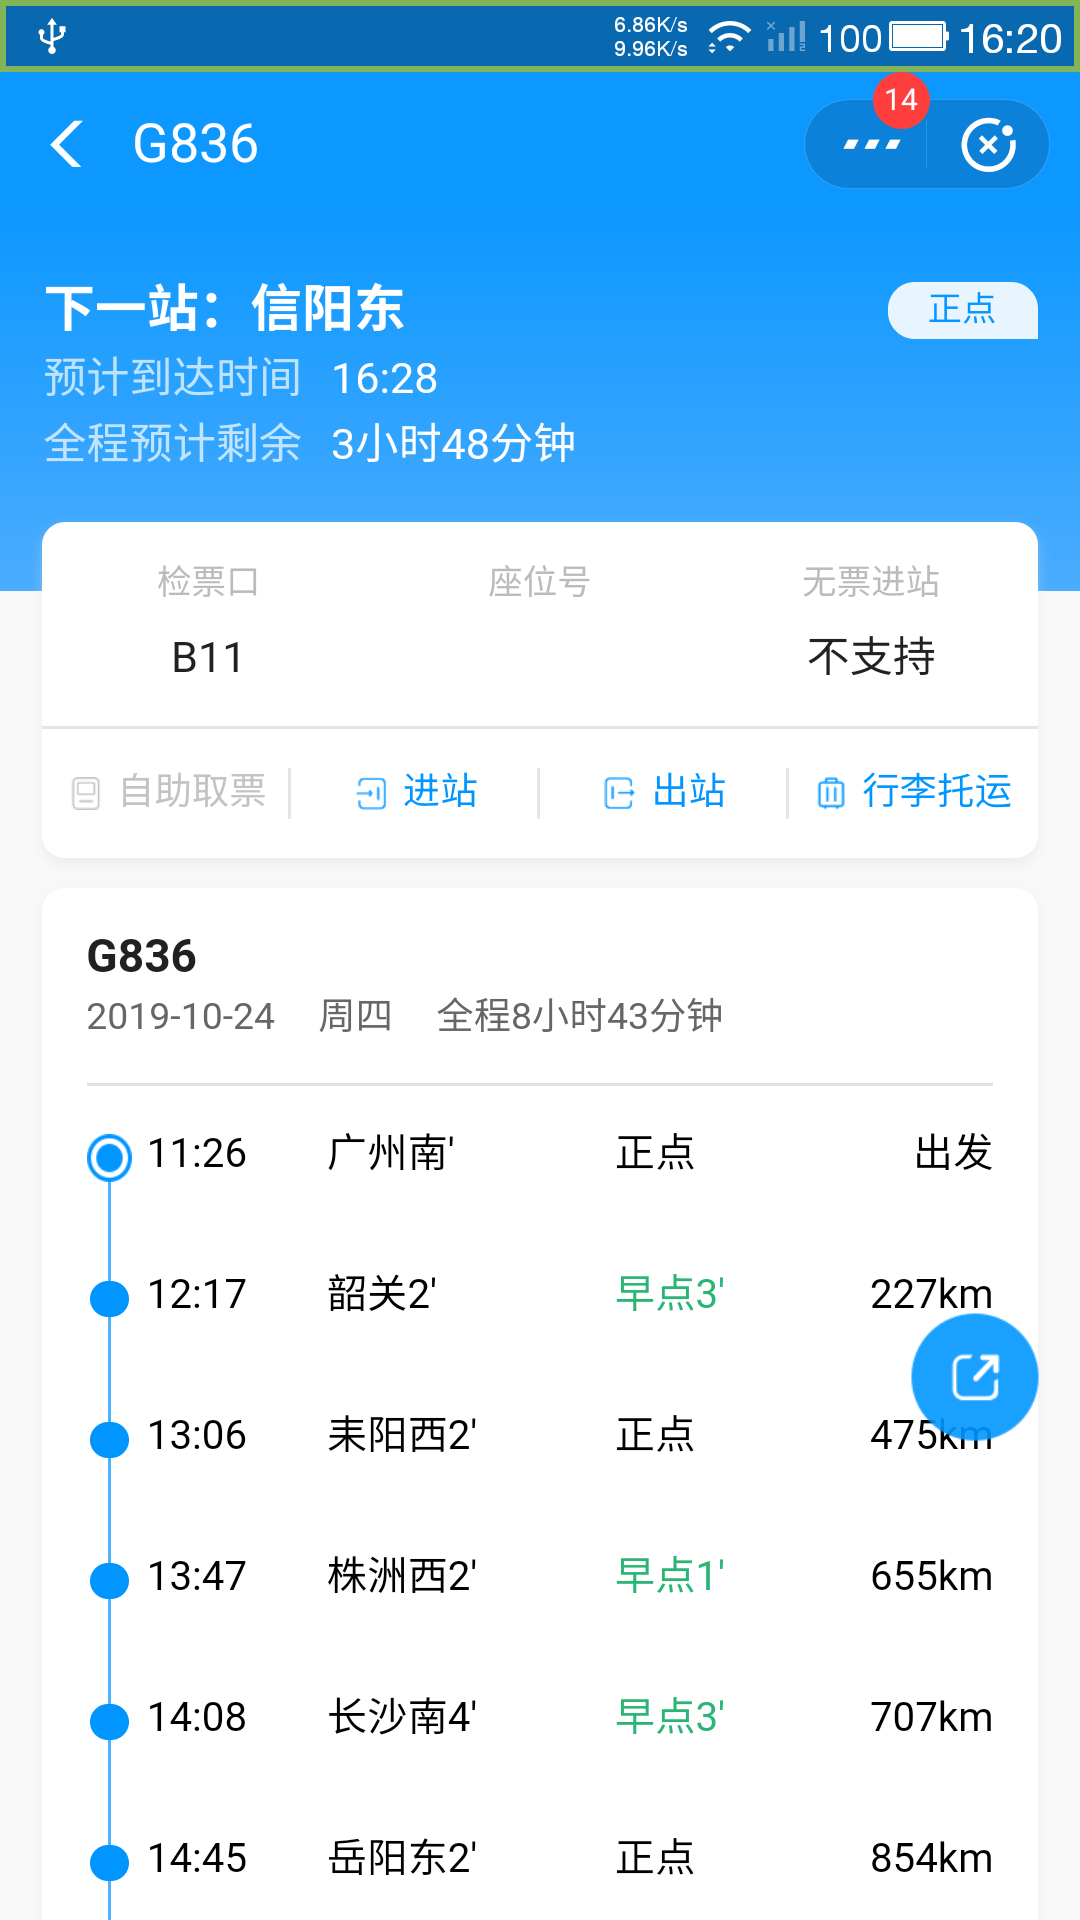 6.86K/s
9.96K/s
100
16:20
G836
14
下一站：信阳东
正点
预计到达时间 16:28
全程预计剩余 3小时48分钟
检票口 座位号 无票进站
B11 不支持
自助取票 进站 出站 行李托运
G836
2019-10-24 周四 全程8小时43分钟
11:26 广州南' 正点 出发
12:17 韶关2' 早点3' 227km
13:06 耒阳西2' 正点 475km
13:47 株洲西2' 早点1' 655km
14:08 长沙南4' 早点3' 707km
14:45 岳阳东2' 正点 854km